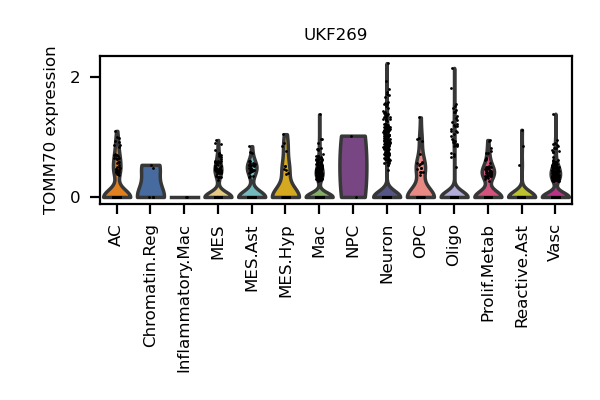 UKF269
TOMM70 expression
2
0
AC
Chromatin.Reg
Inflammatory.Mac
MES
MES.Ast
MES.Hyp
Mac
NPC
Neuron
OPC
Oligo
Prolif.Metab
Reactive.Ast
Vasc